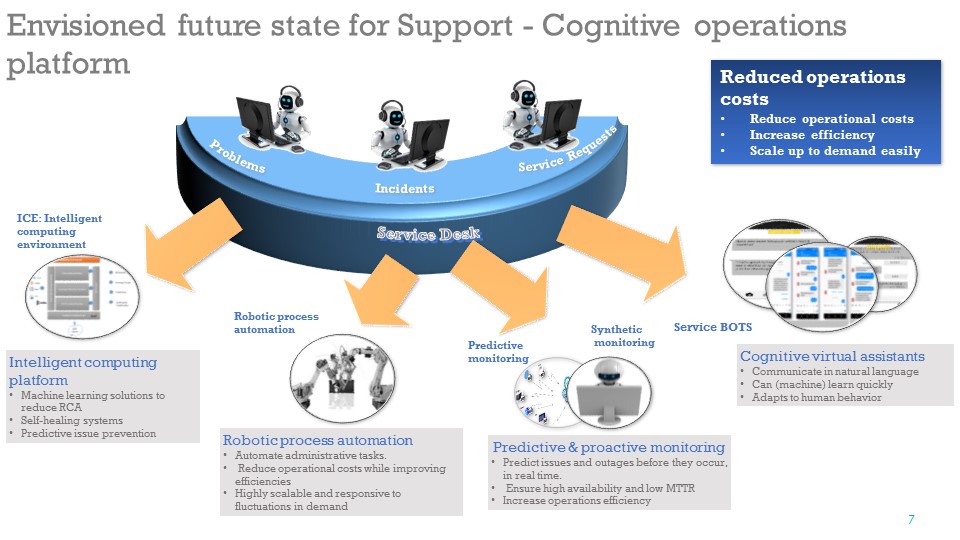 Envisioned future state for Support - Cognitive operations
platform
Reduced operations
costs
• Reduce operational costs
• Increase efficiency
• Scale up to demand easily
Problems
Incidents
Service Requests
Service Desk
ICE: Intelligent
computing
environment
Intelligent computing
platform
• Machine learning solutions to
reduce RCA
• Self-healing systems
• Predictive issue prevention
Robotic process
automation
Robotic process automation
• Automate administrative tasks.
• Reduce operational costs while improving
efficiencies
• Highly scalable and responsive to
fluctuations in demand
Predictive
monitoring
Synthetic
monitoring
Predictive & proactive monitoring
• Predict issues and outages before they occur,
in real time.
• Ensure high availability and low MTTR
• Increase operations efficiency
Service BOTS
Cognitive virtual assistants
• Communicate in natural language
• Can (machine) learn quickly
• Adapts to human behavior
7